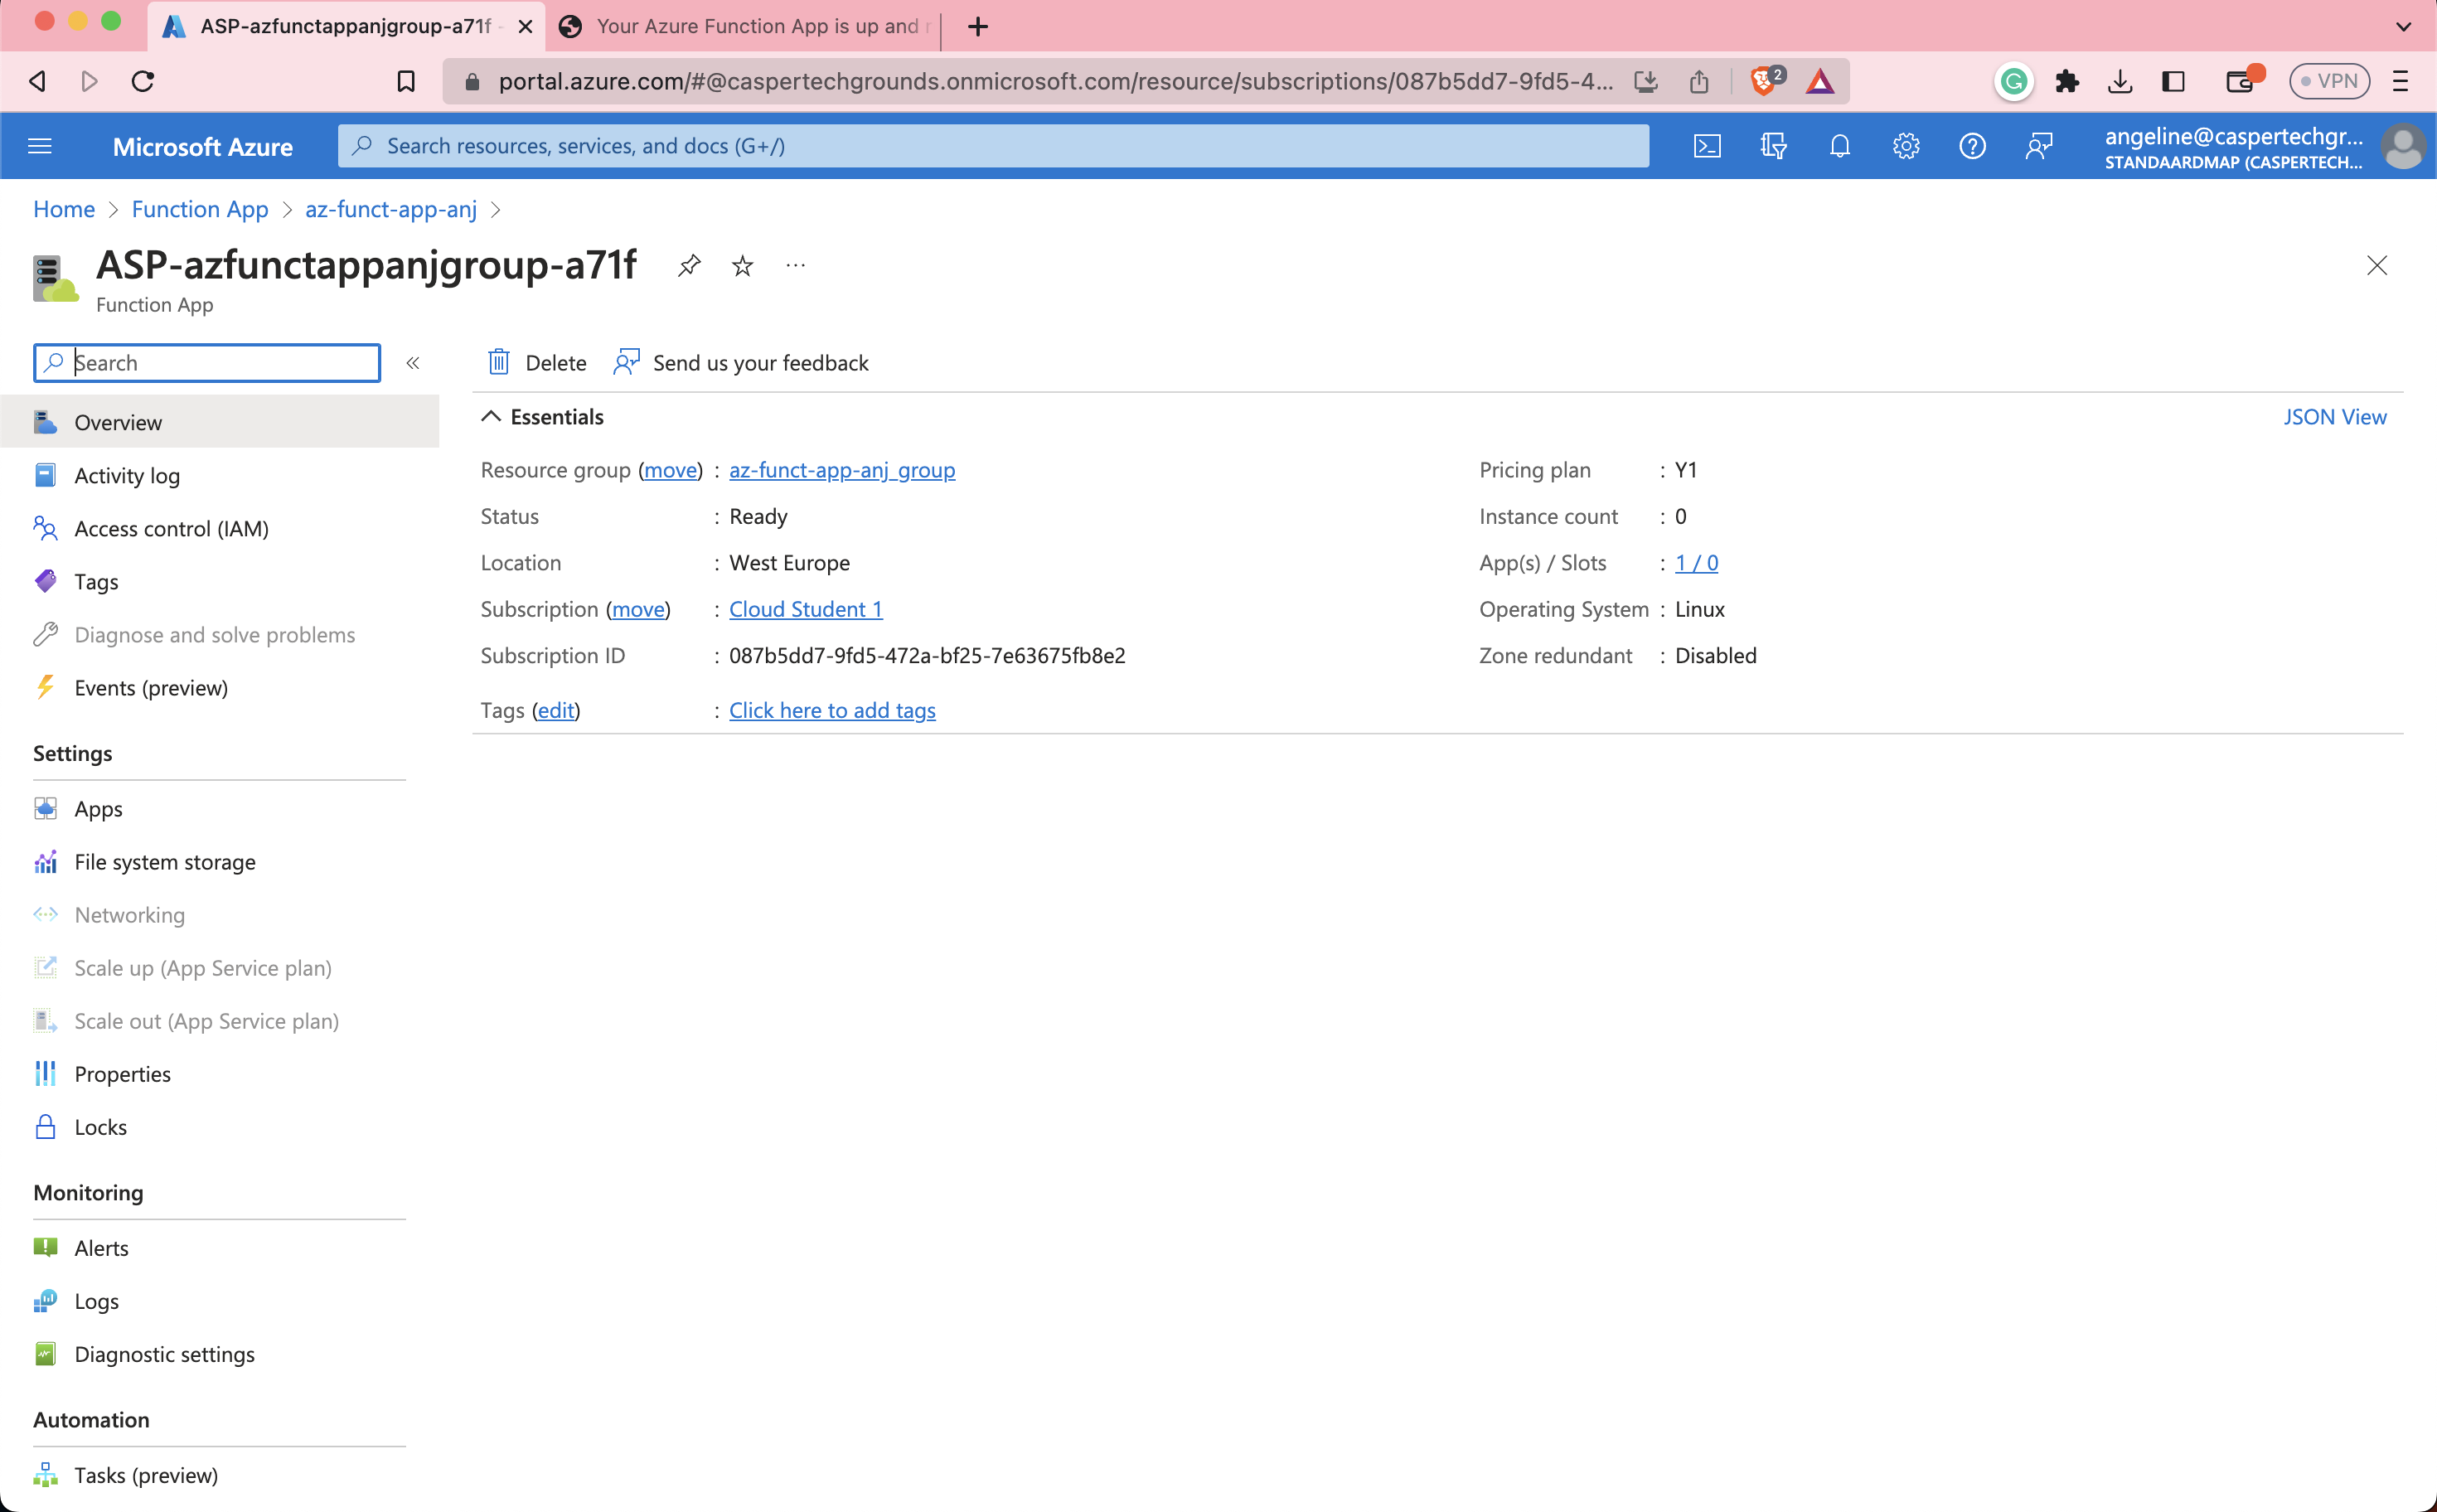 ASP-azfunctappanjgroup-a71f -
Your Azure Function App is up and r
portal.azure.com/#@caspertechgrounds.onmicrosoft.com/resource/subscriptions/087b5dd7-9fd5-4...
2
VPN
Microsoft Azure
Search resources, services, and docs (G+/)
angeline@caspertechgr...
STANDAARDMAP (CASPERTECH...
Home > Function App > az-funct-app-anj >
ASP-azfunctappanjgroup-a71f
Function App
Search
Delete
Send us your feedback
Overview
Activity log
Access control (IAM)
Tags
Diagnose and solve problems
Events (preview)
Settings
Apps
File system storage
Networking
Scale up (App Service plan)
Scale out (App Service plan)
Properties
Locks
Monitoring
Alerts
Logs
Diagnostic settings
Automation
Tasks (preview)
Essentials
JSON View
Resource group (move) : az-funct-app-anj_group
Status : Ready
Location : West Europe
Subscription (move) : Cloud Student 1
Subscription ID : 087b5dd7-9fd5-472a-bf25-7e63675fb8e2
Tags (edit) : Click here to add tags
Pricing plan : Y1
Instance count : 0
App(s) / Slots : 1 / 0
Operating System : Linux
Zone redundant : Disabled